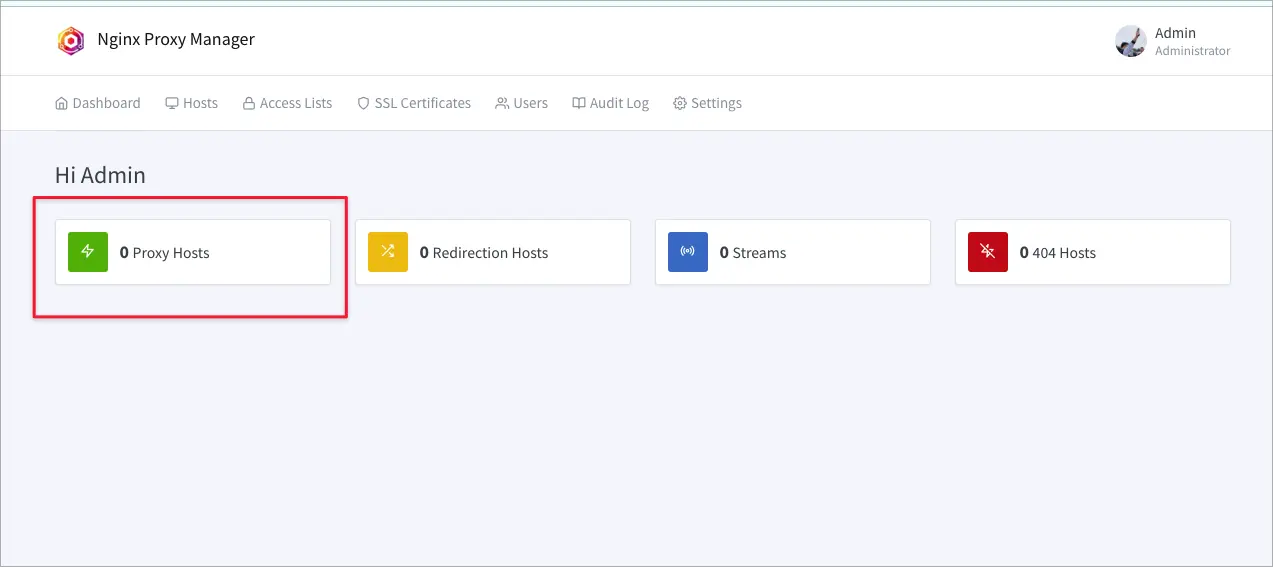 Nginx Proxy Manager
Admin
Administrator
Dashboard Hosts Access Lists SSL Certificates Users Audit Log Settings
Hi Admin
0 Proxy Hosts 0 Redirection Hosts 0 Streams 0 404 Hosts